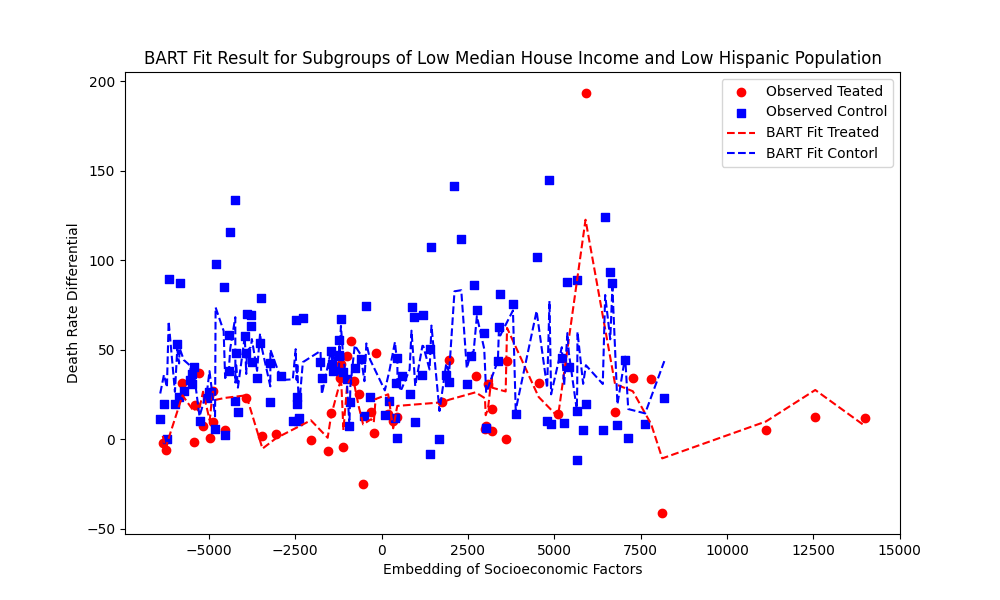 BART Fit Result for Subgroups of Low Median House Income and Low Hispanic Population
200
150
100
50
0
−50
Death Rate Differential
Observed Teated
Observed Control
BART Fit Treated
BART Fit Contorl
−5000 −2500 0 2500 5000 7500 10000 12500 15000
Embedding of Socioeconomic Factors